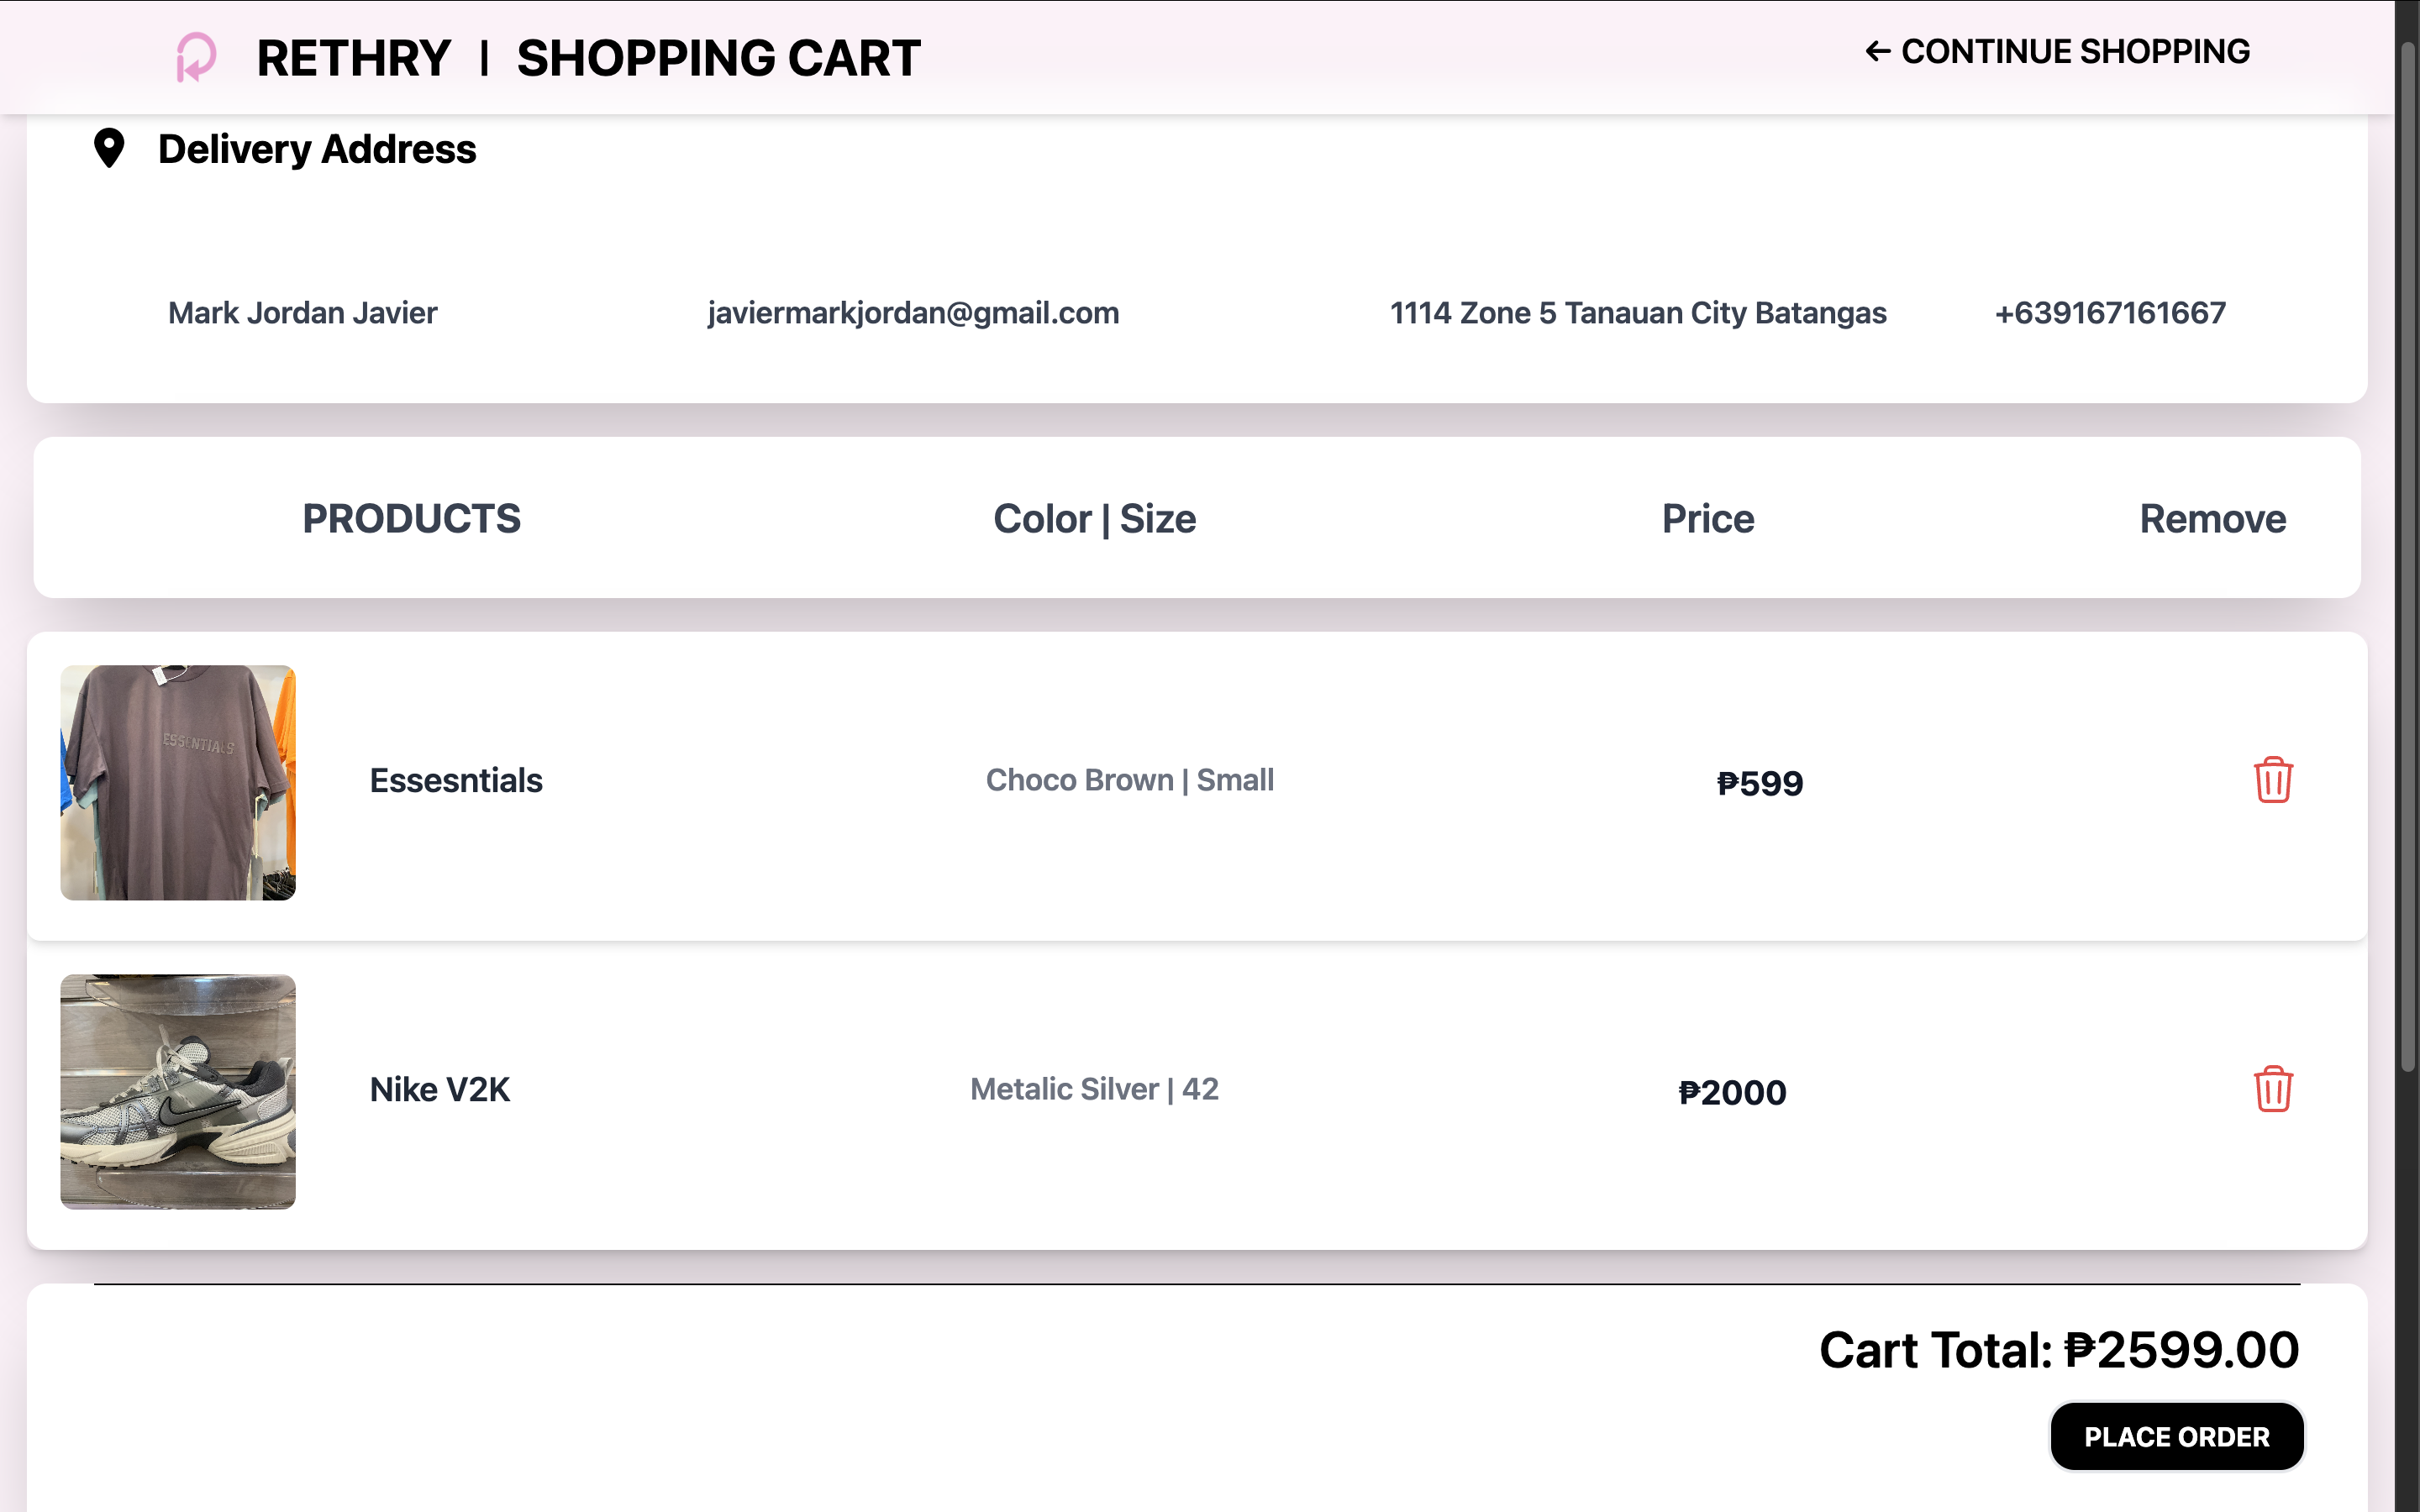 RETHRY | SHOPPING CART
← CONTINUE SHOPPING
Delivery Address
Mark Jordan Javier javiermarkjordan@gmail.com 1114 Zone 5 Tanauan City Batangas +639167161667
PRODUCTS Color | Size Price Remove
ESSENTIALS
Essesntials Choco Brown | Small ₱599
Nike V2K Metalic Silver | 42 ₱2000
Cart Total: ₱2599.00
PLACE ORDER